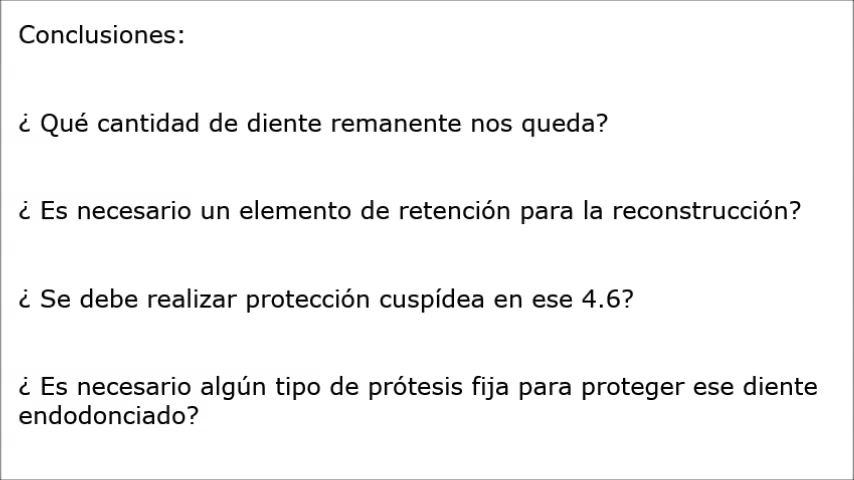 Conclusiones:
¿ Qué cantidad de diente remanente nos queda?
¿ Es necesario un elemento de retención para la reconstrucción?
¿ Se debe realizar protección cuspídea en ese 4.6?
¿ Es necesario algún tipo de prótesis fija para proteger ese diente
endodonciado?